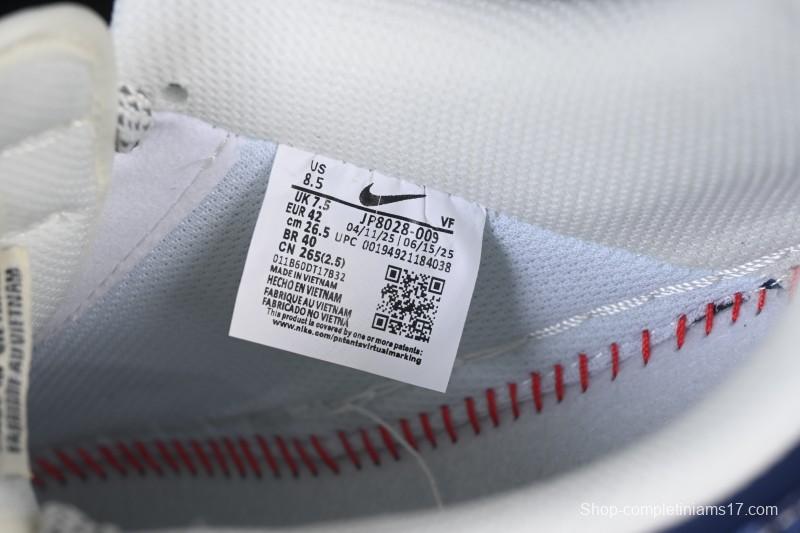 US
8.5
UK 7.5
EUR 42
cm 26.5
BR 40
CN 265(2.5)
JP8028-009 VF
04/11/25 | 06/15/25
UPC 00194921184038
011B60DT17B32
MADE IN VIETNAM
HECHO EN VIETNAM
FABRIQUE AU VIETNAM
FABRICADO NO VIETNÃ
This product is covered by one or more patents:
www.nike.com/patentsvirtualmarking
AU VIETNAM
Shop-completiniams17.com